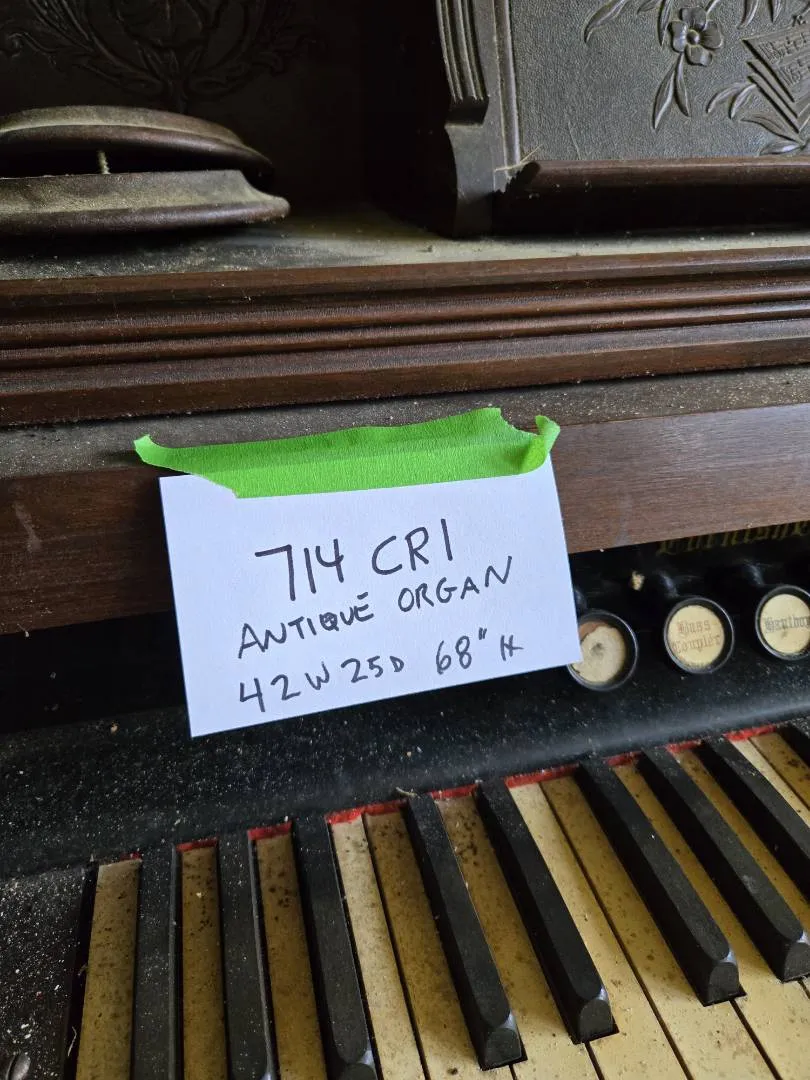 714 CR1
ANTIQUE ORGAN
42W 25D 68" H
Bass
Coupler